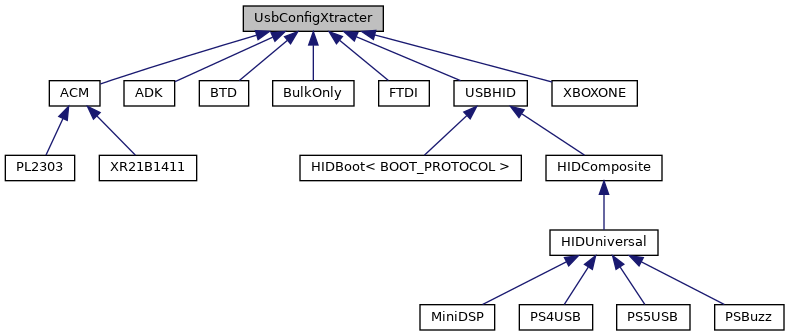 UsbConfigXtracter
ACM
ADK
BTD
BulkOnly
FTDI
USBHID
XBOXONE
PL2303
XR21B1411
HIDBoot< BOOT_PROTOCOL >
HIDComposite
HIDUniversal
MiniDSP
PS4USB
PS5USB
PSBuzz